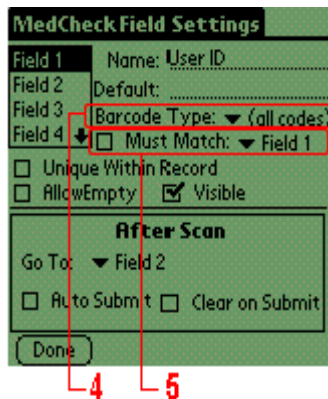 MedCheck Field Settings
Field 1
Field 2
Field 3
Field 4
Name: User ID
Default:
Barcode Type: (all codes)
Must Match: Field 1
Unique Within Record
AllowEmpty Visible
After Scan
Go To: Field 2
Auto Submit Clear on Submit
Done
4 5